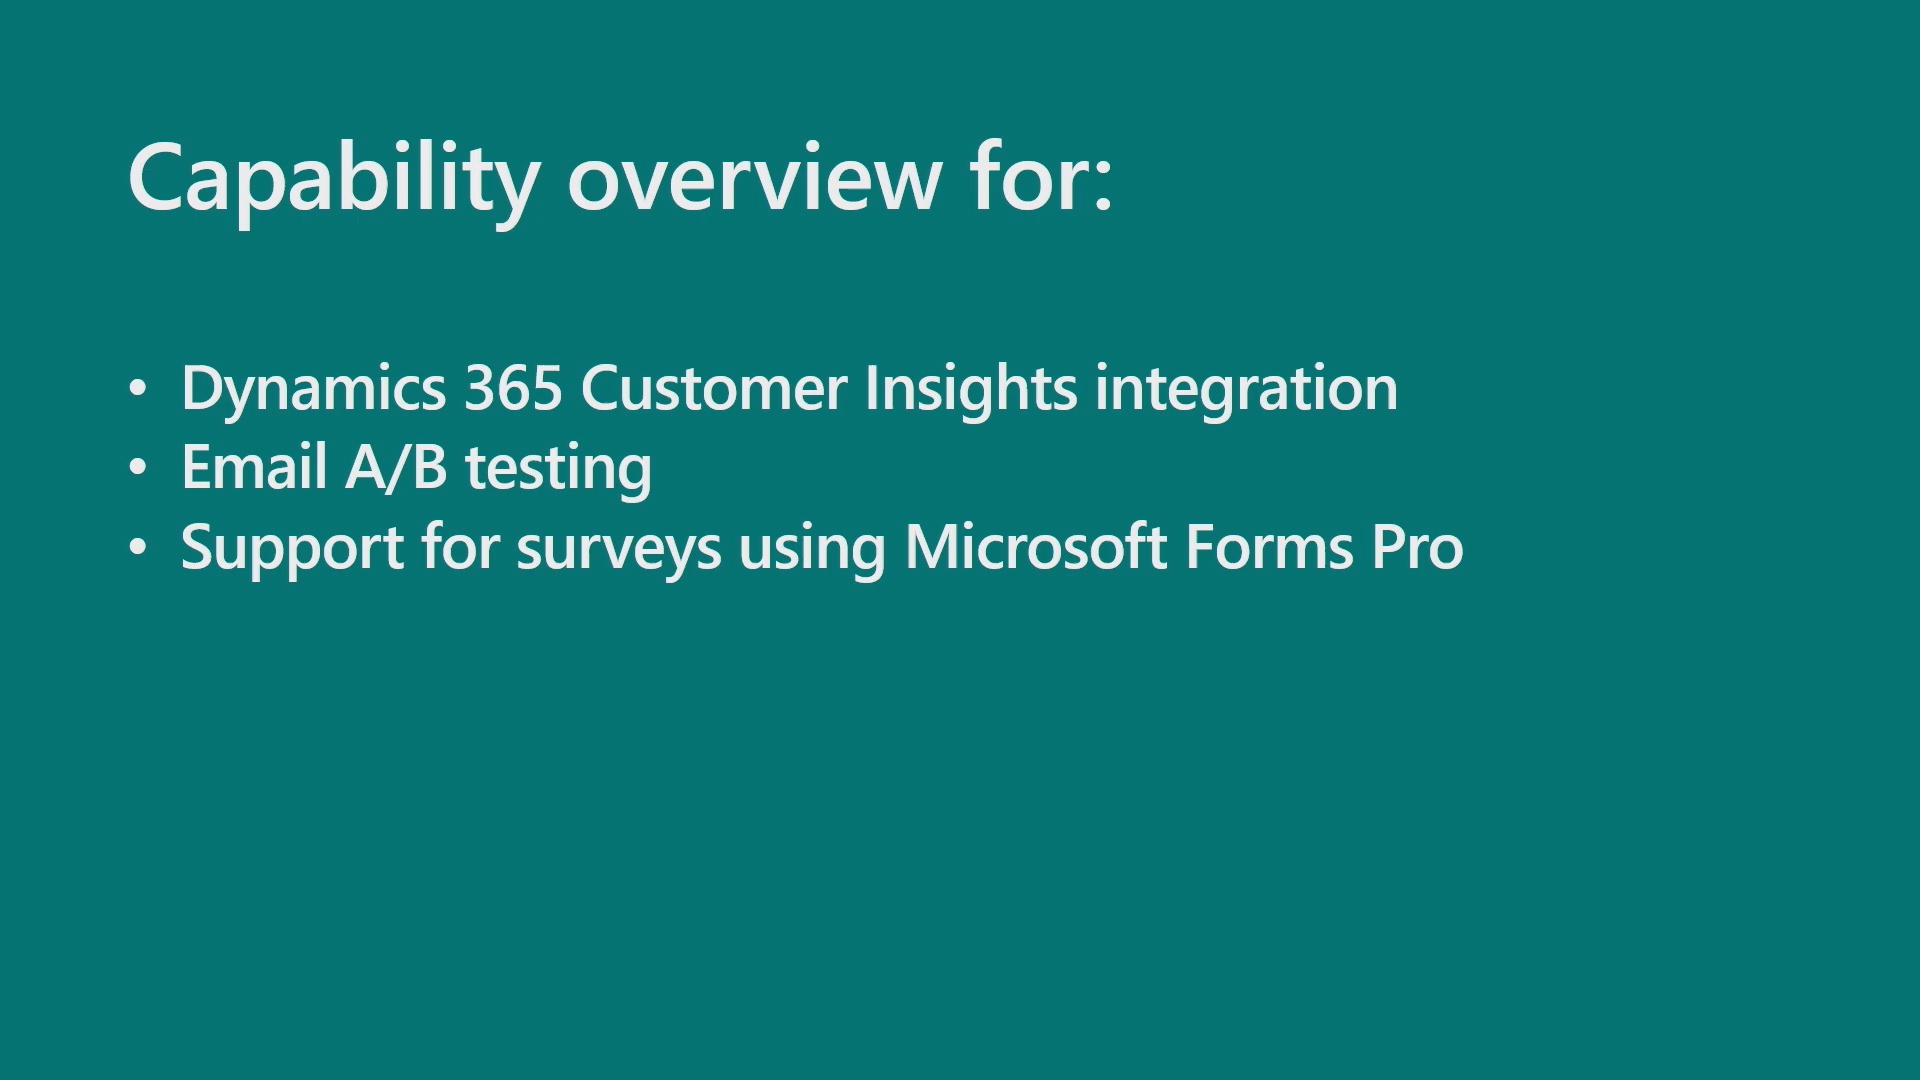 Capability overview for:
• Dynamics 365 Customer Insights integration
• Email A/B testing
• Support for surveys using Microsoft Forms Pro